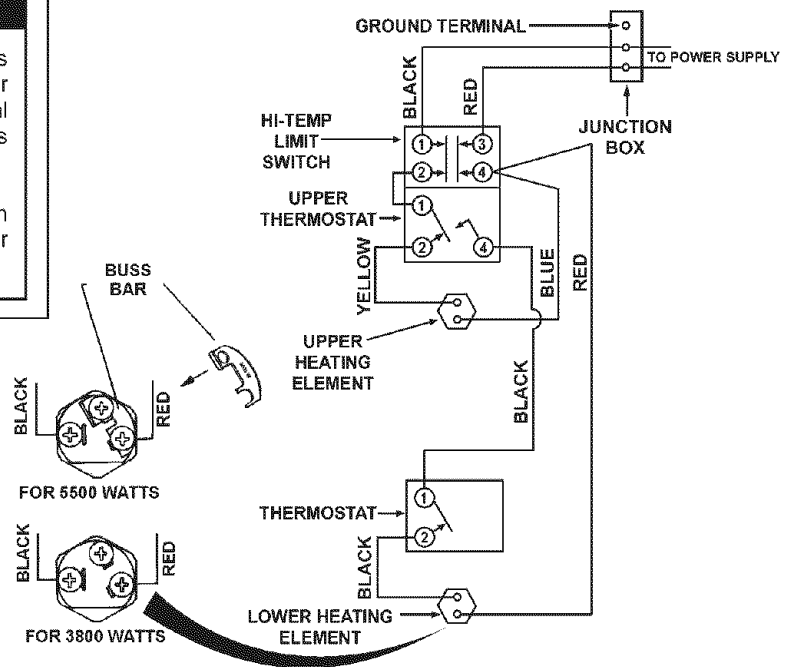 GROUND TERMINAL
TO POWER SUPPLY
BLACK
RED
JUNCTION
BOX
HI-TEMP
LIMIT
SWITCH
1
3
2
4
UPPER
THERMOSTAT
1
2
4
YELLOW
BLUE
RED
UPPER
HEATING
ELEMENT
BLACK
BUSS
BAR
BLACK
RED
FOR 5500 WATTS
THERMOSTAT
1
2
BLACK
BLACK
RED
FOR 3800 WATTS
LOWER HEATING
ELEMENT
s
r
al
s
n
r